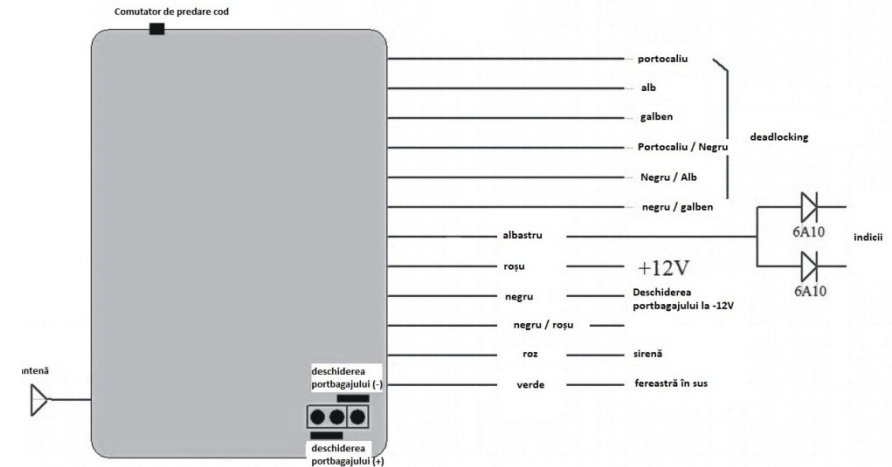 Comutator de predare cod
portocaliu
alb
galben
Portocaliu / Negru
deadlocking
Negru / Alb
negru / galben
6A10
albastru
indicii
roșu
+12V
6A10
negru
Deschiderea
portbagajului la -12V
negru / roșu
roz
sirenă
ntenă
deschiderea
portbagajului (-)
verde
fereastră în sus
deschiderea
portbagajului (+)